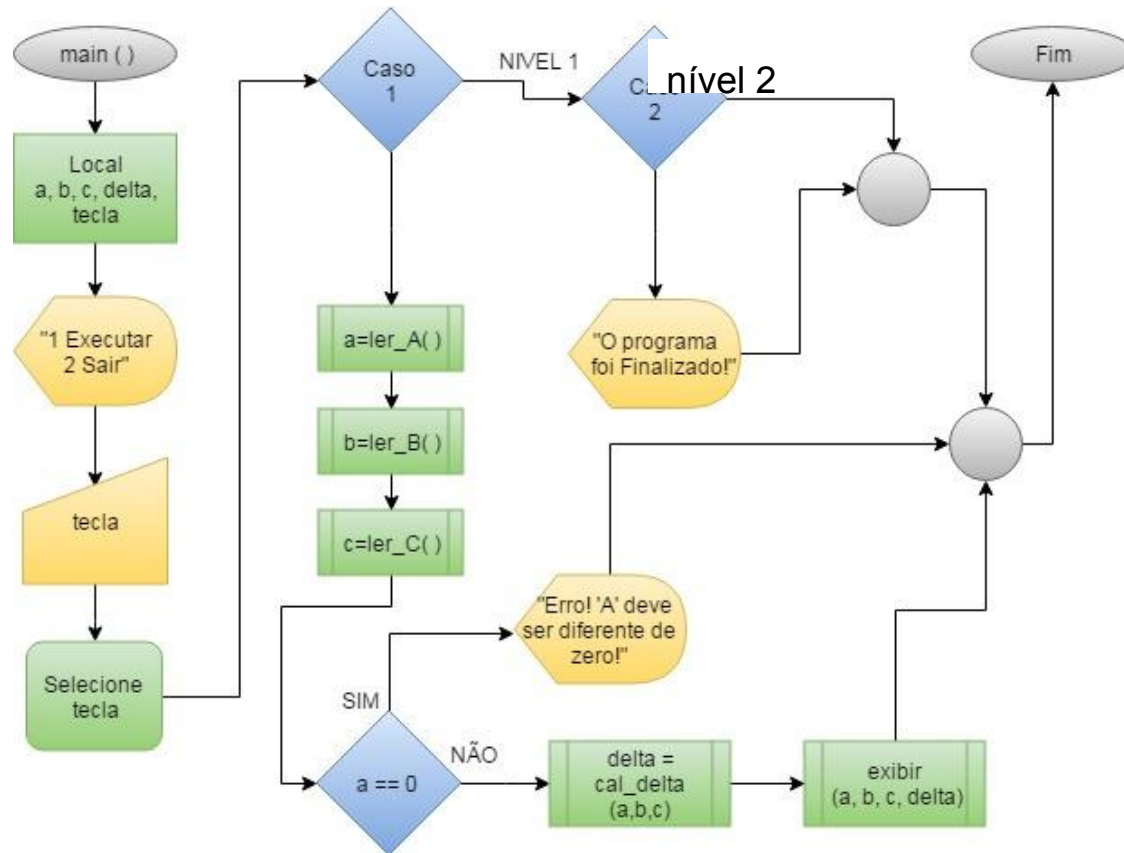 main ( )
Local
a, b, c, delta,
tecla
"1 Executar
2 Sair"
tecla
Selecione
tecla
Caso
1
NIVEL 1
nível 2
2
"O programa
foi Finalizado!"
Fim
a=ler_A( )
b=ler_B( )
c=ler_C( )
"Erro! 'A' deve
ser diferente de
zero!"
SIM
a == 0
NÃO
delta =
cal_delta
(a,b,c)
exibir
(a, b, c, delta)